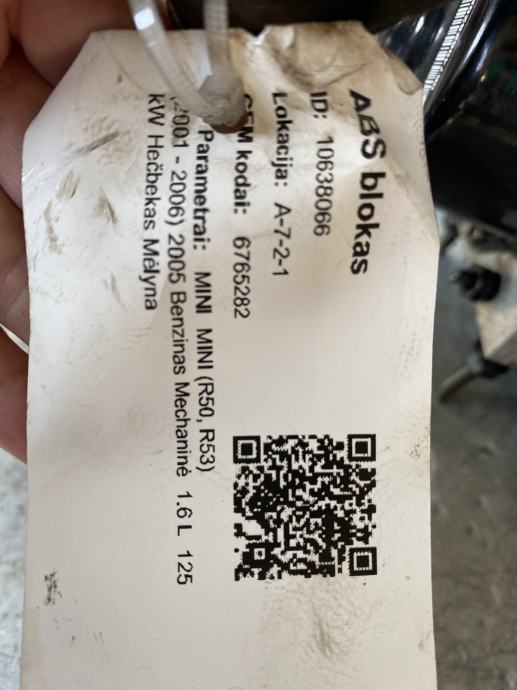 ABS blokas
ID: 10638066
Lokacija: A-7-2-1
kodai: 6765282
Parametrai: MINI MINI (R50, R53)
2001 - 2006) 2005 Benzinas Mechaninė 1.6 L 125
kW Hečbekas Mėlyna